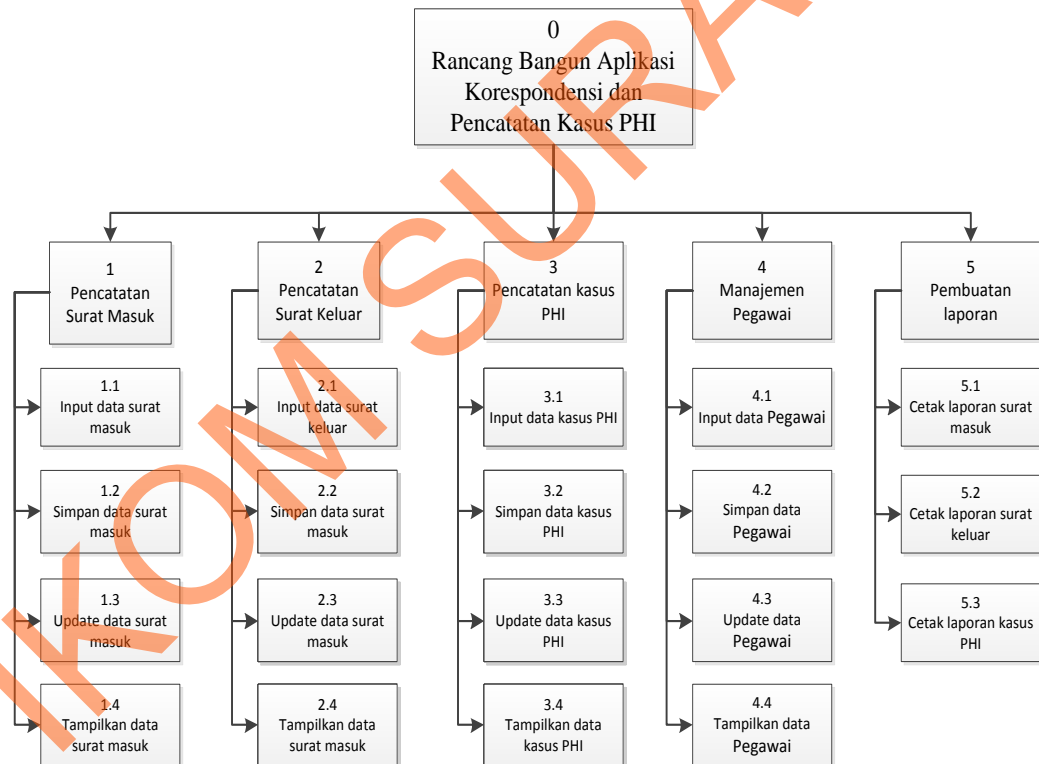 0
Rancang Bangun Aplikasi
Korespondensi dan
Pencatatan Kasus PHI
1
Pencatatan
Surat Masuk
2
Pencatatan
Surat Keluar
3
Pencatatan kasus
PHI
4
Manajemen
Pegawai
5
Pembuatan
laporan
1.1
Input data surat
masuk
2.1
Input data surat
keluar
3.1
Input data kasus PHI
4.1
Input data Pegawai
5.1
Cetak laporan surat
masuk
1.2
Simpan data surat
masuk
2.2
Simpan data surat
masuk
3.2
Simpan data kasus
PHI
4.2
Simpan data
Pegawai
5.2
Cetak laporan surat
keluar
1.3
Update data surat
masuk
2.3
Update data surat
masuk
3.3
Update data kasus
PHI
4.3
Update data
Pegawai
5.3
Cetak laporan kasus
PHI
1.4
Tampilkan data
surat masuk
2.4
Tampilkan data
surat masuk
3.4
Tampilkan data
kasus PHI
4.4
Tampilkan data
Pegawai
IKOM SURA